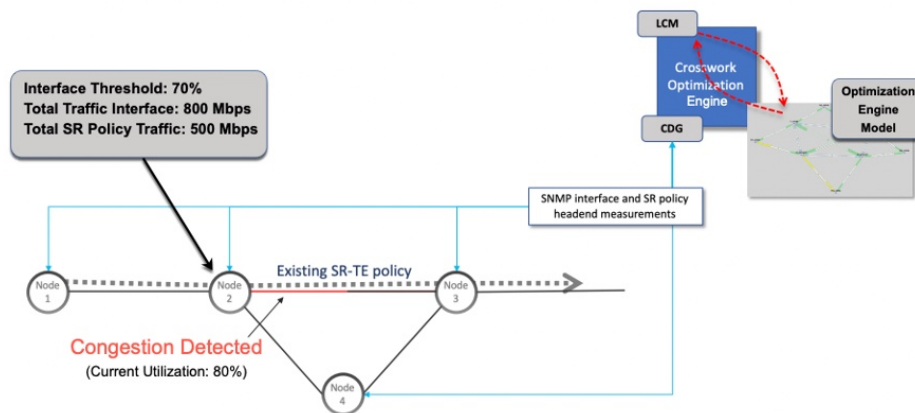 LCM
Crosswork
Optimization
Engine
CDG
Optimization
Engine
Model
Interface Threshold: 70%
Total Traffic Interface: 800 Mbps
Total SR Policy Traffic: 500 Mbps
SNMP interface and SR policy
headend measurements
Existing SR-TE policy
Node
1
Node
2
Node
3
Congestion Detected
(Current Utilization: 80%)
Node
4